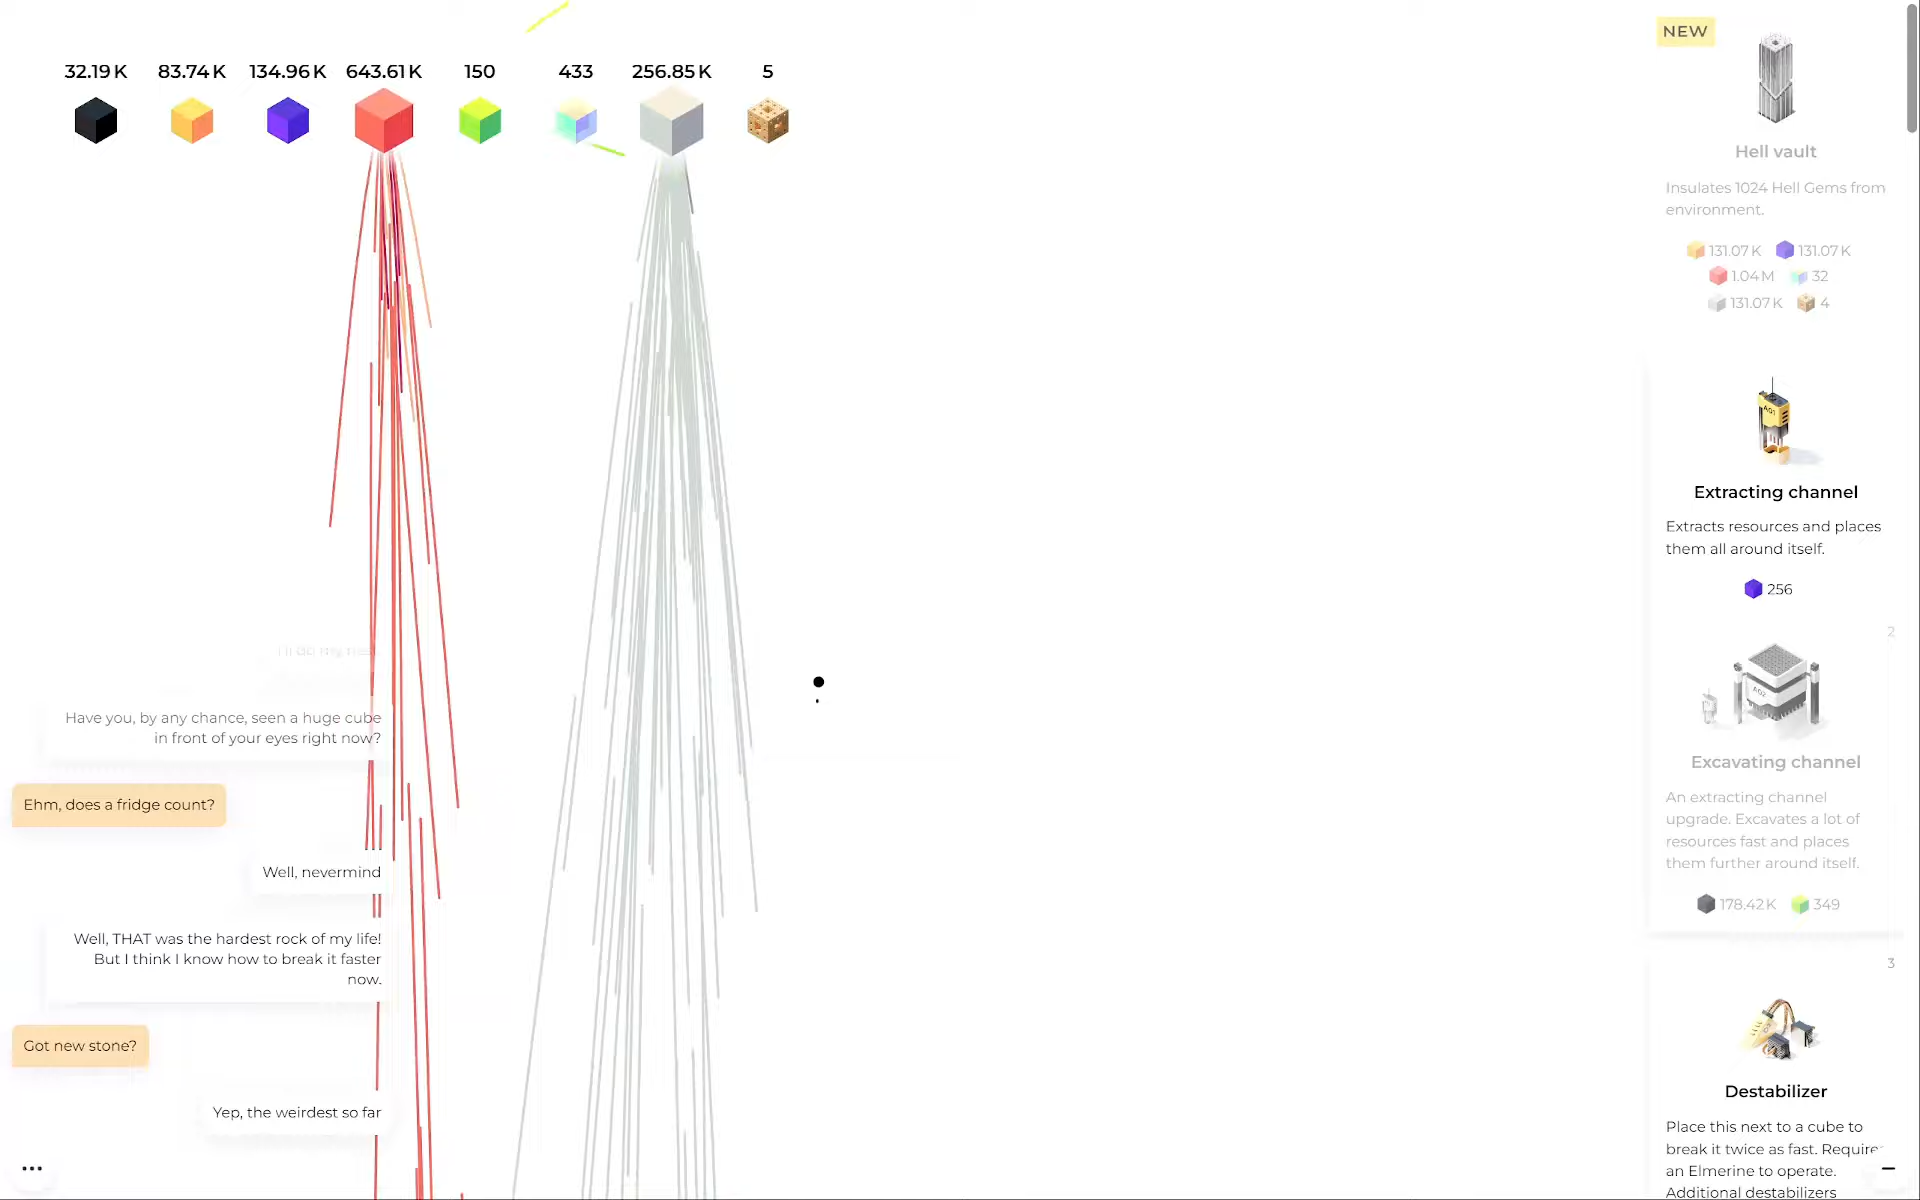 32.19 K 83.74 K 134.96 K 643.61 K 150 433 256.85 K 5
NEW
Hell vault
Insulates 1024 Hell Gems from
environment.
131.07 K 131.07 K
1.04 M 32
131.07 K 4
A01
Extracting channel
Extracts resources and places
them all around itself.
256
2
A02
Excavating channel
An extracting channel
upgrade. Excavates a lot of
resources fast and places
them further around itself.
178.42 K 349
3
Destabilizer
Place this next to a cube to
break it twice as fast. Require
an Elmerine to operate.
Additional destabilizers
I'll do my best.
Have you, by any chance, seen a huge cube
in front of your eyes right now?
Ehm, does a fridge count?
Well, nevermind
Well, THAT was the hardest rock of my life!
But I think I know how to break it faster
now.
Got new stone?
Yep, the weirdest so far